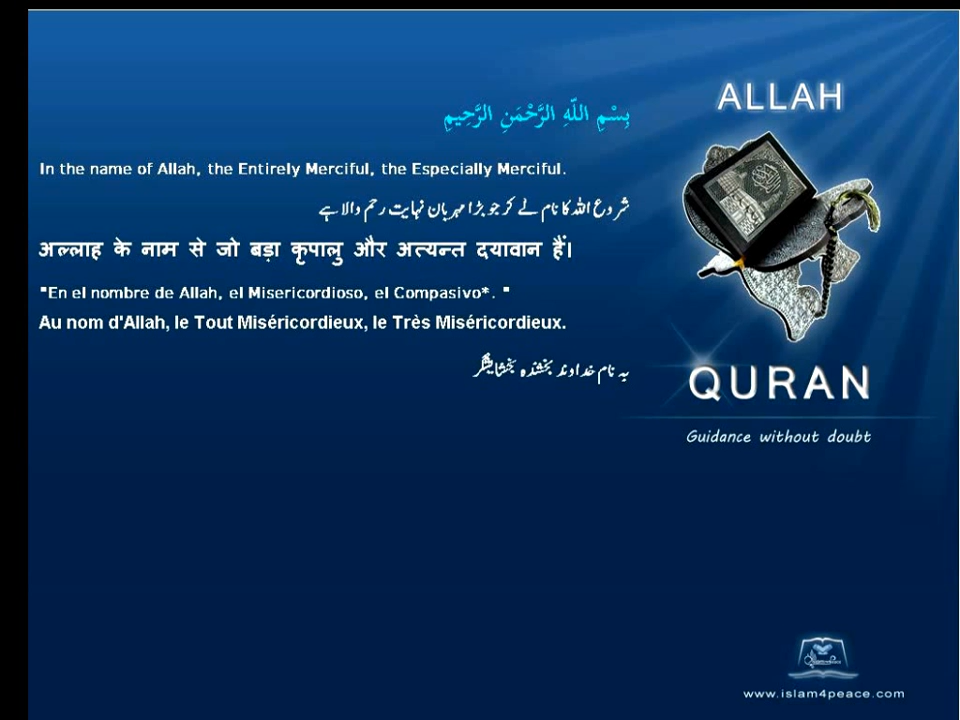 بِسْمِ اللّهِ الرَّحْمَنِ الرَّحِيمِ
In the name of Allah, the Entirely Merciful, the Especially Merciful.
شروع الله کا نام لے کر جو بڑا مہربان نہایت رحم والا ہے
अल्लाह के नाम से जो बड़ा कृपालु और अत्यन्त दयावान हैं।
"En el nombre de Allah, el Misericordioso, el Compasivo*. "
Au nom d'Allah, le Tout Miséricordieux, le Très Miséricordieux.
به نام خداوند بخشنده بخشایشگر
ALLAH
QURAN
Guidance without doubt
www.islam4peace.com